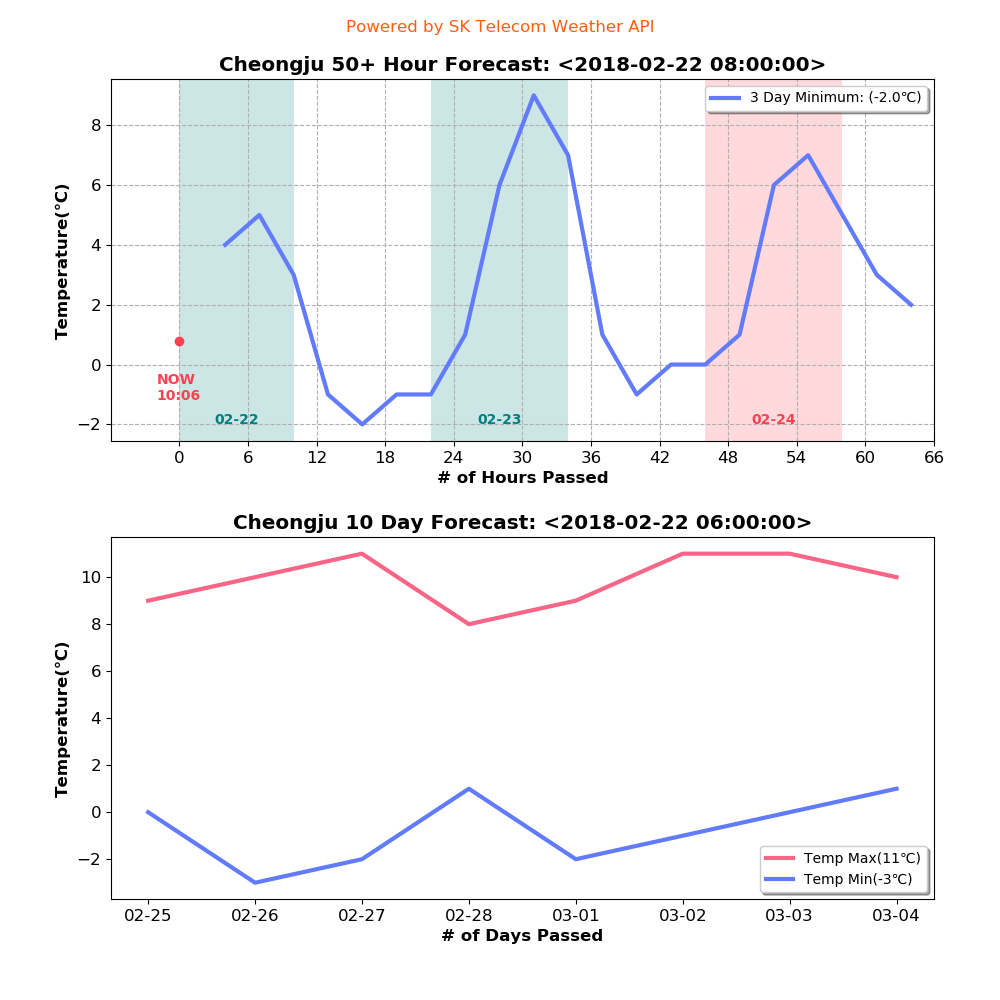 Powered by SK Telecom Weather API
Cheongju 50+ Hour Forecast: <2018-02-22 08:00:00>
3 Day Minimum: (-2.0℃)
Temperature(℃)
8
6
4
2
0
−2
NOW
10:06
02-22
02-23
02-24
0 6 12 18 24 30 36 42 48 54 60 66
# of Hours Passed
Cheongju 10 Day Forecast: <2018-02-22 06:00:00>
Temperature(℃)
10
8
6
4
2
0
−2
Temp Max(11℃)
Temp Min(-3℃)
02-25 02-26 02-27 02-28 03-01 03-02 03-03 03-04
# of Days Passed